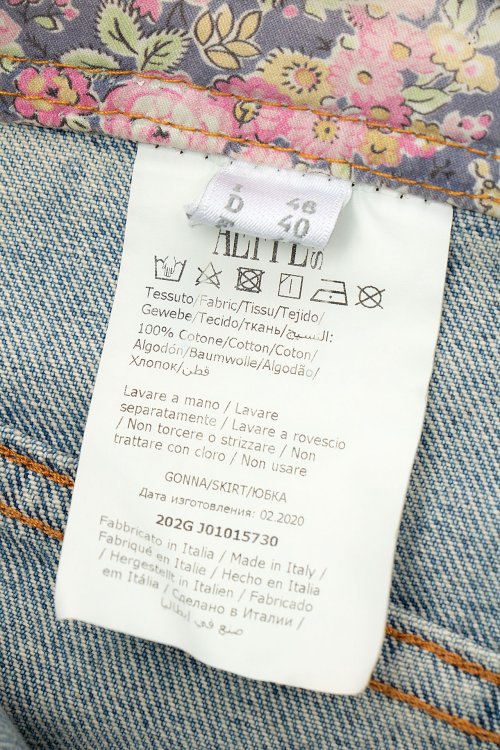 I 46
D 40
Tessuto/Fabric/Tissu/Tejido/
Gewebe/Tecido/ткань/النسيج:
100% Cotone/Cotton/Coton/
Algodón/Baumwolle/Algodão/
Хлопок/قطن
Lavare a mano / Lavare
separatamente / Lavare a rovescio
/ Non torcere o strizzare / Non
trattare con cloro / Non usare
GONNA/SKIRT/ЮБКА
Дата изготовления: 02.2020
202G J01015730
Fabbricato in Italia / Made in Italy /
Fabriqué en Italie / Hecho en Italia
/ Hergestellt in Italien / Fabricado
em Itália / Сделано в Италии /
صنع في إيطاليا